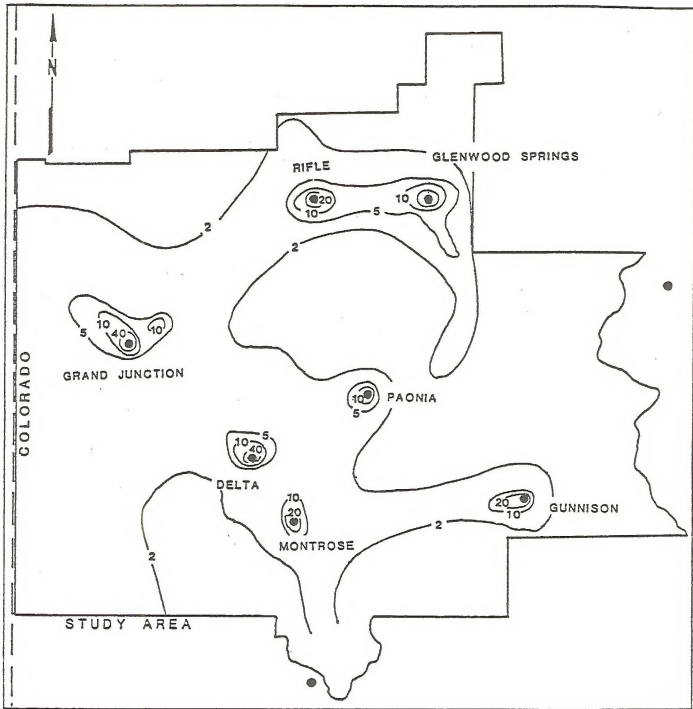 N
GLENWOOD SPRINGS
RIFLE
20
10
10
5
2
2
10
5
40
10
GRAND JUNCTION
COLORADO
10
PAONIA
5
5
10
40
DELTA
10
20
20
10
GUNNISON
MONTROSE
2
2
STUDY AREA